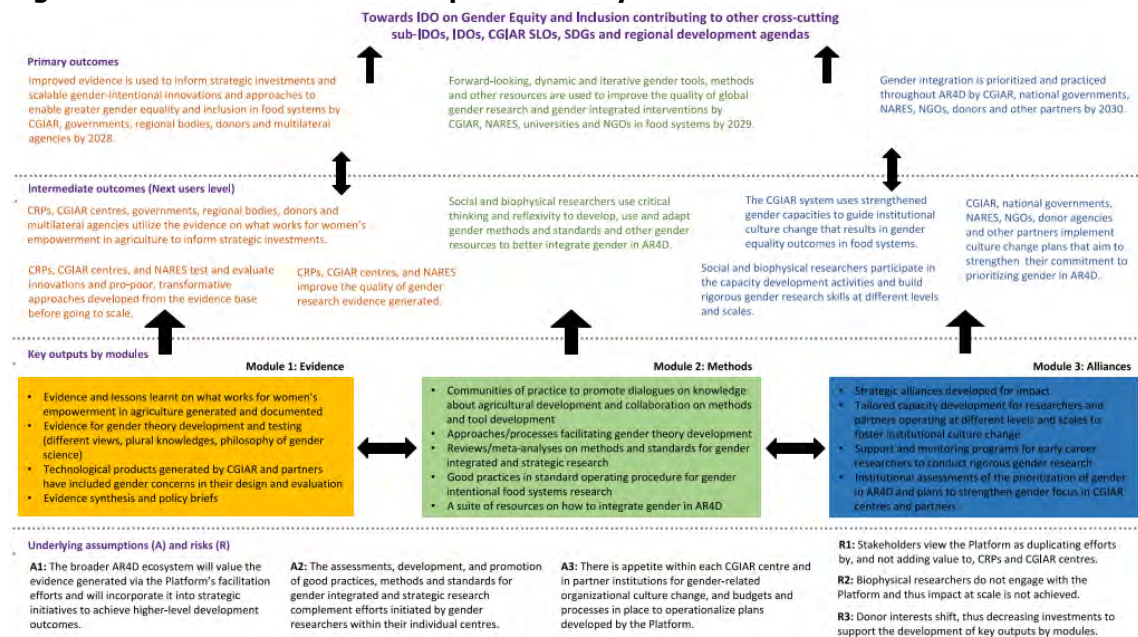 Towards IDO on Gender Equity and Inclusion contributing to other cross-cutting
sub-IDOs, IDOs, CGIAR SLOs, SDGs and regional development agendas
Primary outcomes
Improved evidence is used to inform strategic investments and
scalable gender-intentional innovations and approaches to
enable greater gender equality and inclusion in food systems by
CGIAR, governments, regional bodies, donors and multilateral
agencies by 2028.
Forward-looking, dynamic and iterative gender tools, methods
and other resources are used to improve the quality of global
gender research and gender integrated interventions by
CGIAR, NARES, universities and NGOs in food systems by 2029.
Gender integration is prioritized and practiced
throughout AR4D by CGIAR, national governments,
NARES, NGOs, donors and other partners by 2030.
Intermediate outcomes (Next users level)
CRPs, CGIAR centres, governments, regional bodies, donors and
multilateral agencies utilize the evidence on what works for women's
empowerment in agriculture to inform strategic investments.
CRPs, CGIAR centres, and NARES test and evaluate
innovations and pro-poor, transformative
approaches developed from the evidence base
before going to scale.
CRPs, CGIAR centres, and NARES
improve the quality of gender
research evidence generated.
Social and biophysical researchers use critical
thinking and reflexivity to develop, use and adapt
gender methods and standards and other gender
resources to better integrate gender in AR4D.
The CGIAR system uses strengthened
gender capacities to guide institutional
culture change that results in gender
equality outcomes in food systems.
Social and biophysical researchers participate in
the capacity development activities and build
rigorous gender research skills at different levels
and scales.
CGIAR, national governments,
NARES, NGOs, donor agencies
and other partners implement
culture change plans that aim to
strengthen their commitment to
prioritizing gender in AR4D.
Key outputs by modules
Module 1: Evidence
• Evidence and lessons learnt on what works for women's
empowerment in agriculture generated and documented
• Evidence for gender theory development and testing
(different views, plural knowledges, philosophy of gender
science)
• Technological products generated by CGIAR and partners
have included gender concerns in their design and evaluation
• Evidence synthesis and policy briefs
Module 2: Methods
• Communities of practice to promote dialogues on knowledge
about agricultural development and collaboration on methods
and tool development
• Approaches/processes facilitating gender theory development
• Reviews/meta-analyses on methods and standards for gender
integrated and strategic research
• Good practices in standard operating procedure for gender
intentional food systems research
• A suite of resources on how to integrate gender in AR4D
Module 3: Alliances
• Strategic alliances developed for impact
• Tailored capacity development for researchers and
partners operating at different levels and scales to
foster institutional culture change
• Support and mentoring programs for early career
researchers to conduct rigorous gender research
• Institutional assessments of the prioritization of gender
in AR4D and plans to strengthen gender focus in CGIAR
centres and partners
Underlying assumptions (A) and risks (R)
A1: The broader AR4D ecosystem will value the
evidence generated via the Platform's facilitation
efforts and will incorporate it into strategic
initiatives to achieve higher-level development
outcomes.
A2: The assessments, development, and promotion
of good practices, methods and standards for
gender integrated and strategic research
complement efforts initiated by gender
researchers within their individual centres.
A3: There is appetite within each CGIAR centre and
in partner institutions for gender-related
organizational culture change, and budgets and
processes in place to operationalize plans
developed by the Platform.
R1: Stakeholders view the Platform as duplicating efforts
by, and not adding value to, CRPs and CGIAR centres.
R2: Biophysical researchers do not engage with the
Platform and thus impact at scale is not achieved.
R3: Donor interests shift, thus decreasing investments to
support the development of key outputs by modules.